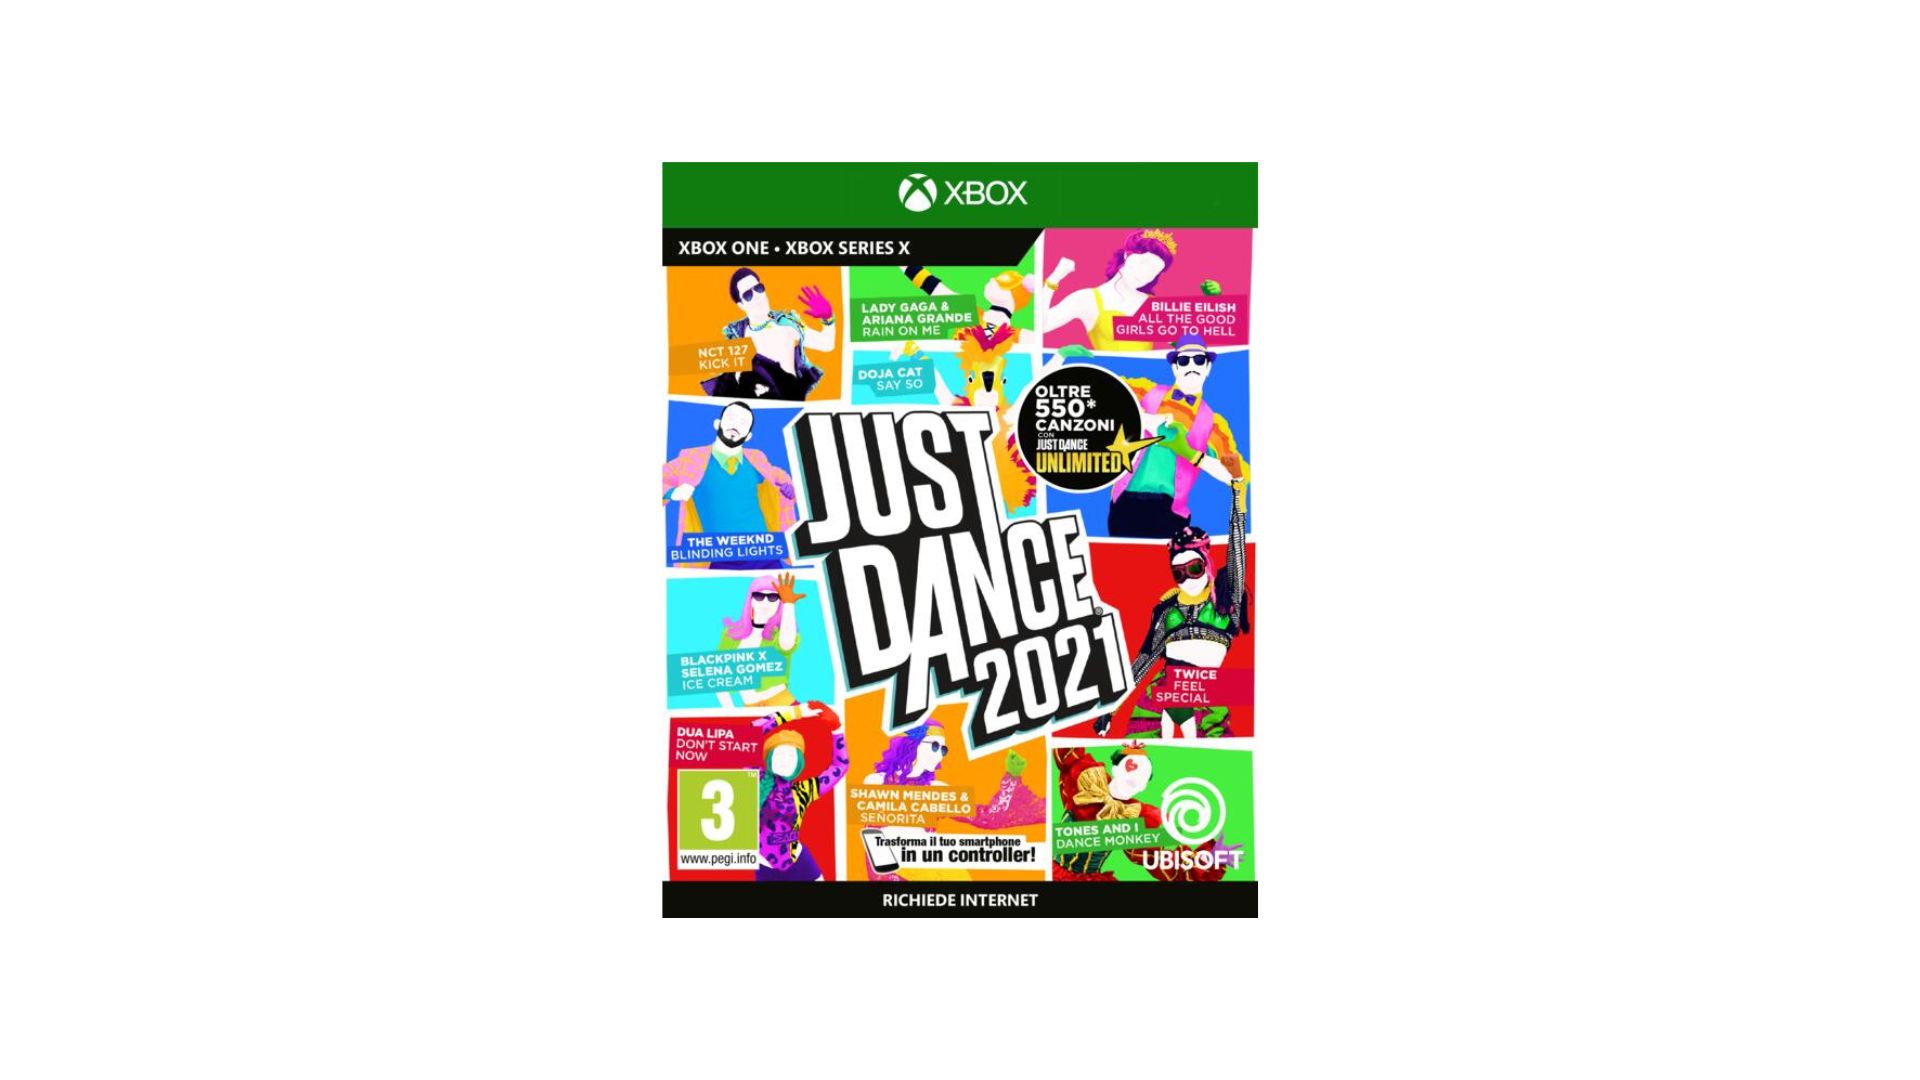 XBOX
XBOX ONE • XBOX SERIES X
NCT 127
KICK IT
LADY GAGA &
ARIANA GRANDE
RAIN ON ME
BILLIE EILISH
ALL THE GOOD
GIRLS GO TO HELL
DOJA CAT
SAY SO
OLTRE
550*
CANZONI
CON
JUST DANCE
UNLIMITED
JUST
DANCE
2021
THE WEEKND
BLINDING LIGHTS
BLACKPINK X
SELENA GOMEZ
ICE CREAM
TWICE
FEEL
SPECIAL
DUA LIPA
DON'T START
NOW
3
www.pegi.info
SHAWN MENDES &
CAMILA CABELLO
SEÑORITA
Trasforma il tuo smartphone
in un controller!
TONES AND I
DANCE MONKEY
UBISOFT
RICHIEDE INTERNET